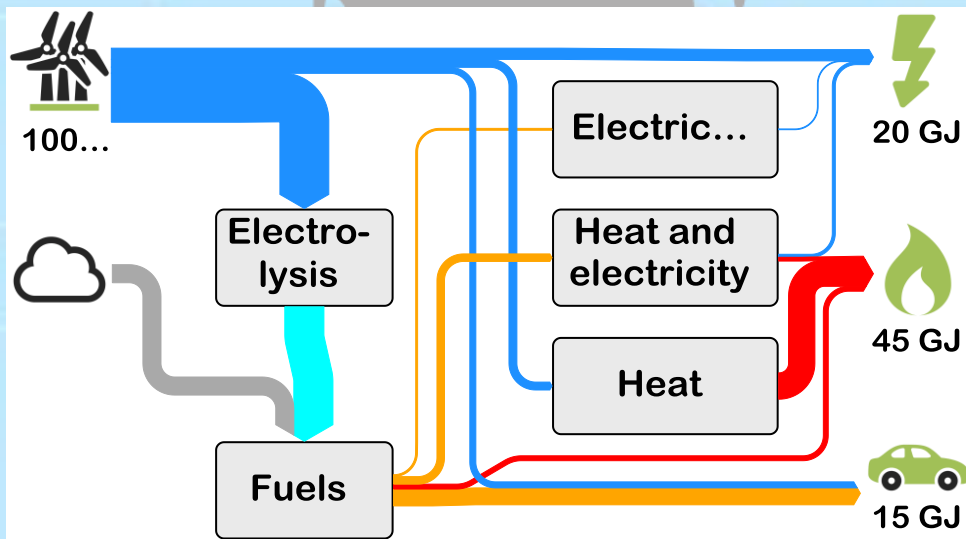 100...
20 GJ
Electric...
Electro-
lysis
Heat and
electricity
45 GJ
Heat
Fuels
15 GJ